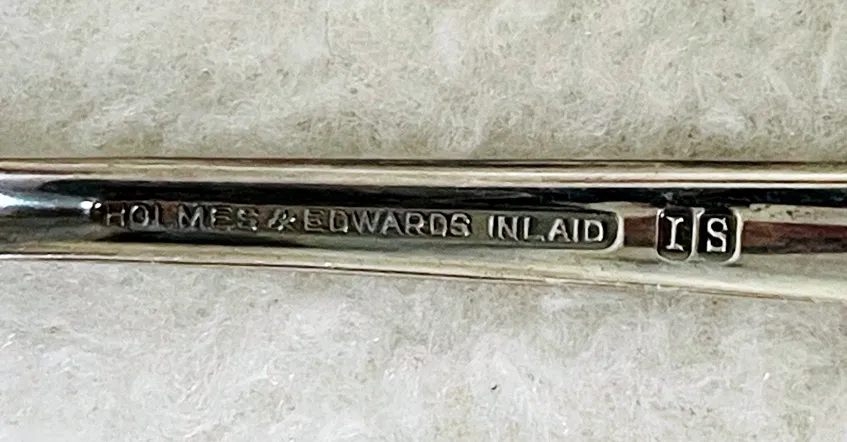 HOLMES & EDWARDS INLAID IS